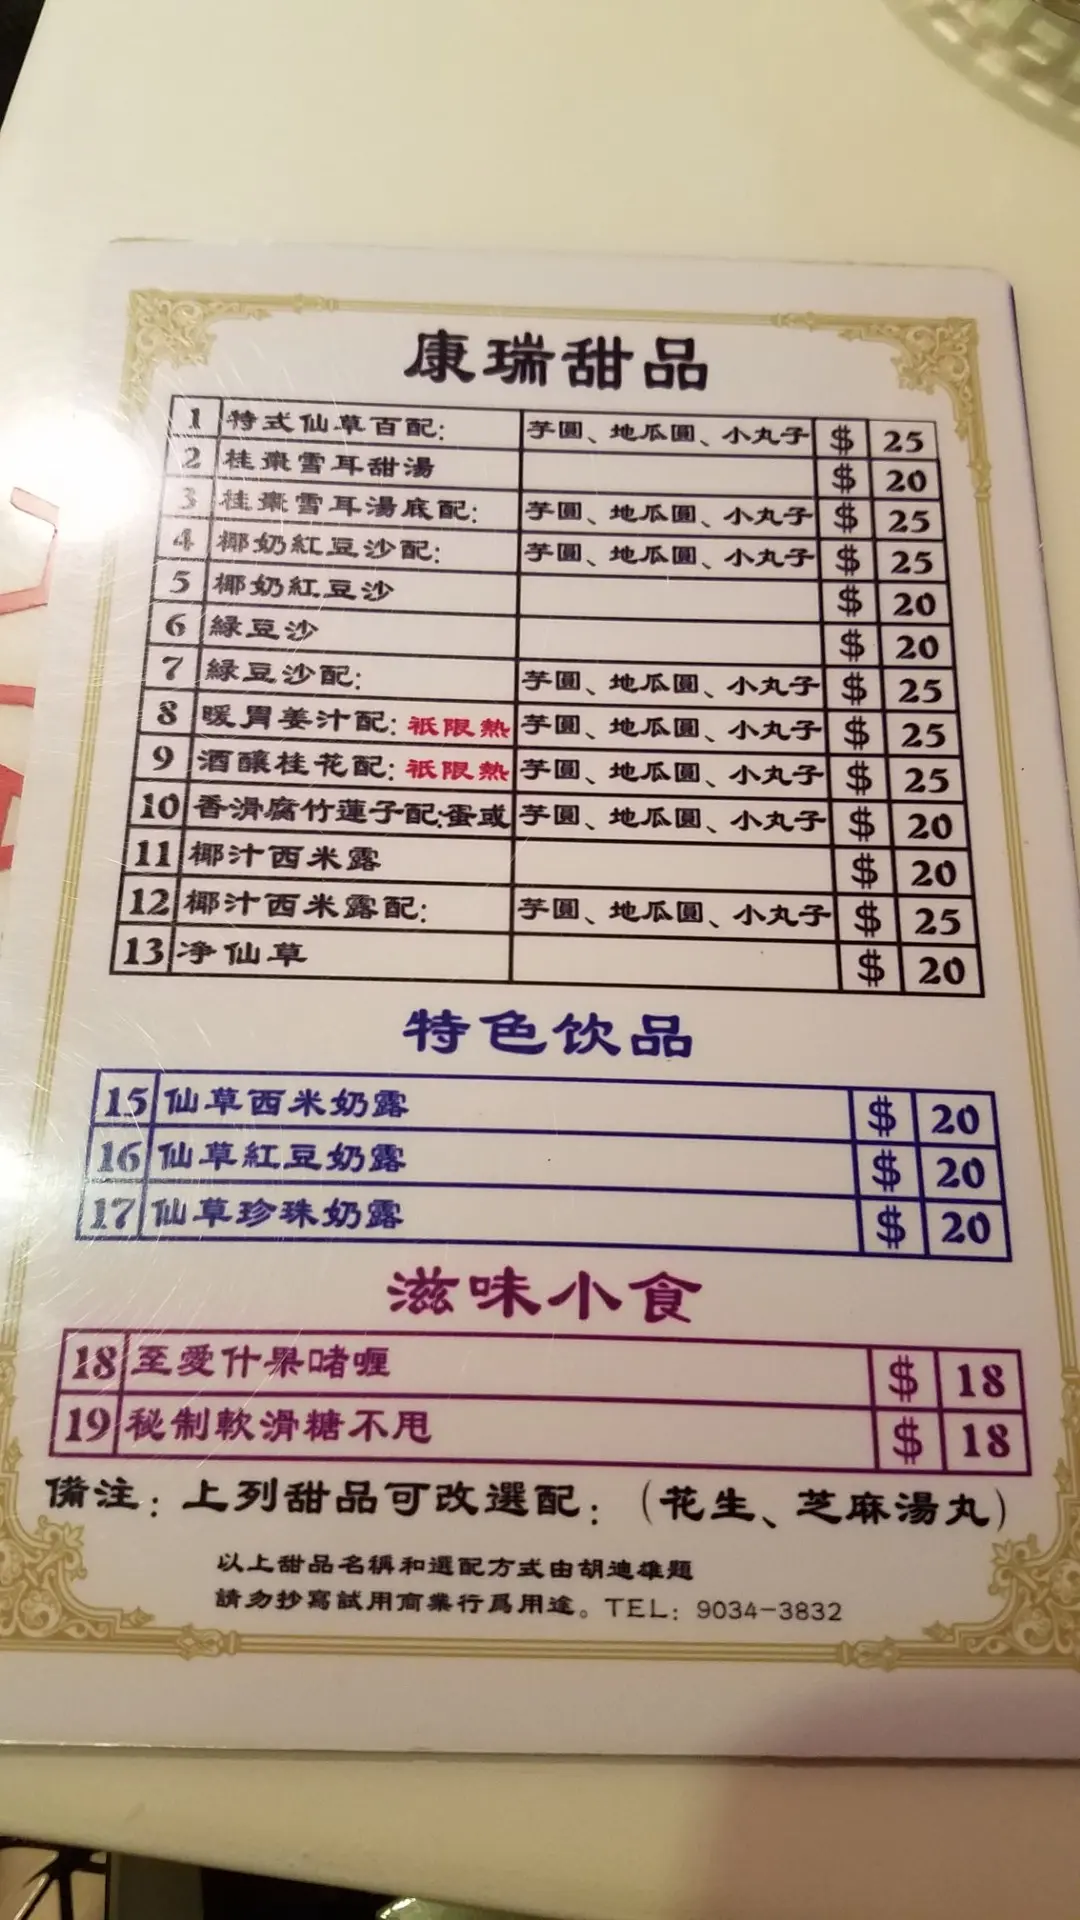 康瑞甜品
1 特式仙草百配: 芋圓、地瓜圓、小丸子 $ 25
2 桂棗雪耳甜湯 $ 20
3 桂棗雪耳湯底配: 芋圓、地瓜圓、小丸子 $ 25
4 椰奶紅豆沙配: 芋圓、地瓜圓、小丸子 $ 25
5 椰奶紅豆沙 $ 20
6 綠豆沙 $ 20
7 綠豆沙配: 芋圓、地瓜圓、小丸子 $ 25
8 暖胃姜汁配: 祇限熱 芋圓、地瓜圓、小丸子 $ 25
9 酒釀桂花配: 祇限熱 芋圓、地瓜圓、小丸子 $ 25
10 香滑腐竹蓮子配:蛋或 芋圓、地瓜圓、小丸子 $ 20
11 椰汁西米露 $ 20
12 椰汁西米露配: 芋圓、地瓜圓、小丸子 $ 25
13 净仙草 $ 20
特色饮品
15 仙草西米奶露 $ 20
16 仙草紅豆奶露 $ 20
17 仙草珍珠奶露 $ 20
滋味小食
18 至愛什果啫喱 $ 18
19 秘制軟滑糖不甩 $ 18
備注: 上列甜品可改選配: (花生、芝麻湯丸)
以上甜品名稱和選配方式由胡迪雄題
請勿抄寫試用商業行爲用途。TEL: 9034-3832